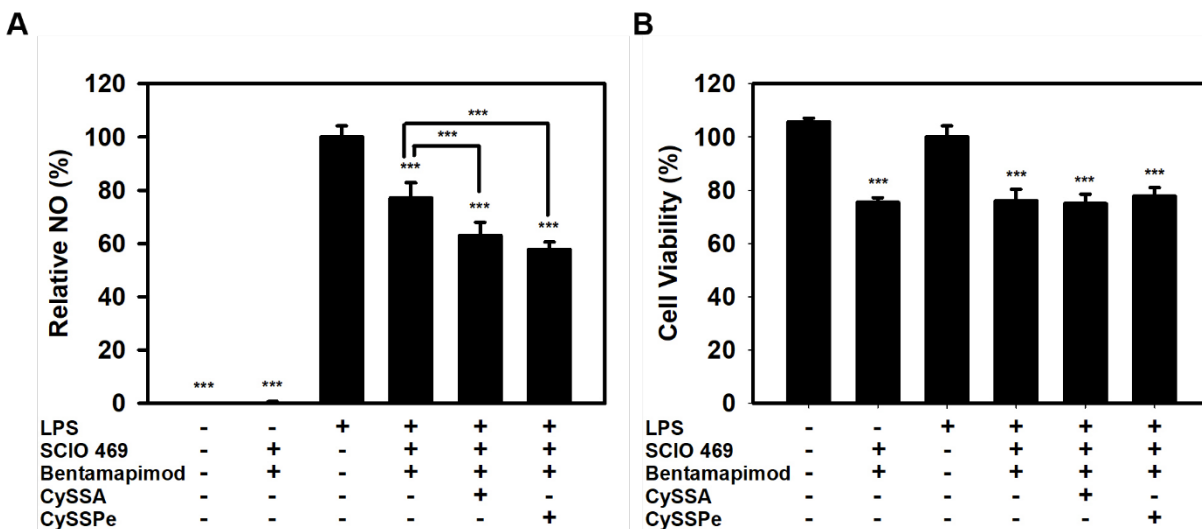 A
B
120
100
80
60
40
20
0
Relative NO (%)
***
***
***
***
***
***
***
LPS - - + + + +
SCIO 469 - + - + + +
Bentamapimod - + - + + +
CySSA - - - - + -
CySSPe - - - - - +
120
100
80
60
40
20
0
Cell Viability (%)
***
***
***
***
LPS - - + + + +
SCIO 469 - + - + + +
Bentamapimod - + - + + +
CySSA - - - - + -
CySSPe - - - - - +